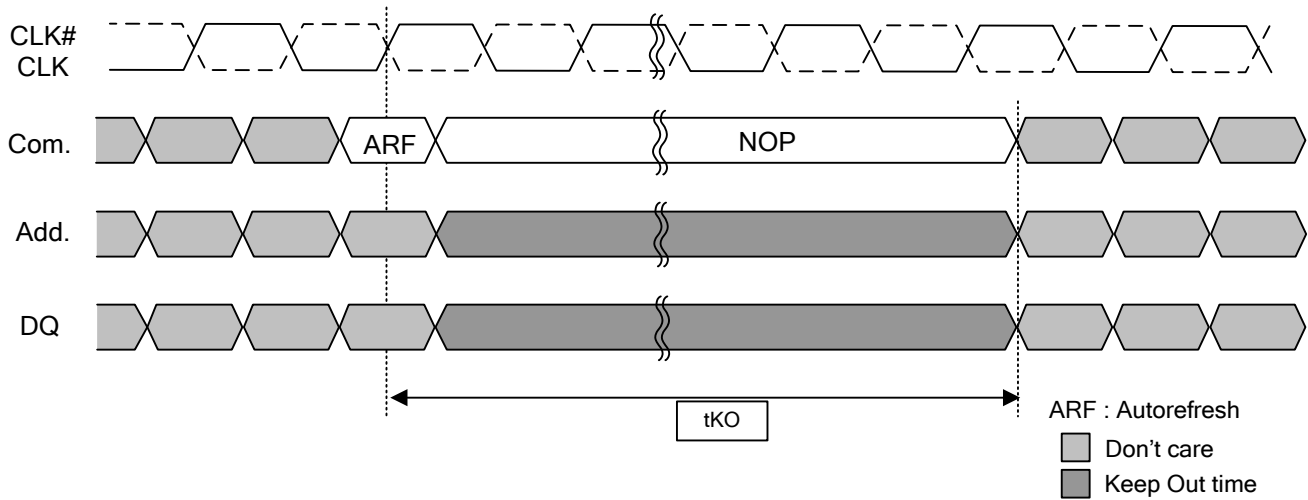 CLK#
CLK
Com.
ARF
NOP
Add.
DQ
tKO
ARF : Autorefresh
Don't care
Keep Out time